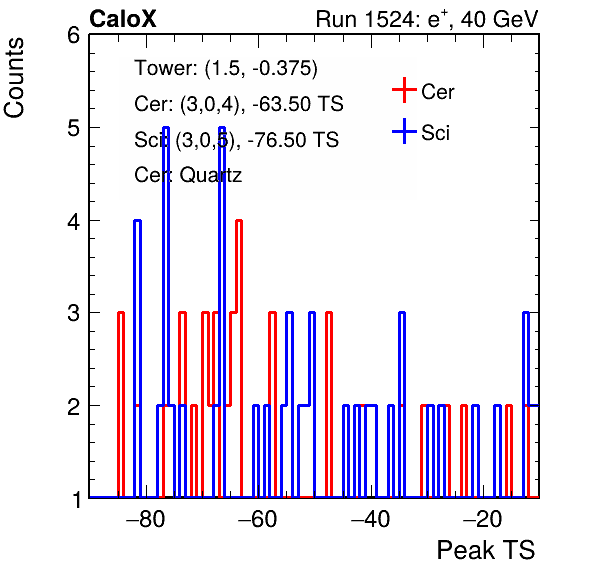 CaloX Run 1524: e⁺, 40 GeV
Counts
6
Tower: (1.5, -0.375)
Cer: (3,0,4), -63.50 TS
Sci: (3,0,5), -76.50 TS
Cer: Quartz
Cer
Sci
5
4
3
2
1
−80 −60 −40 −20
Peak TS